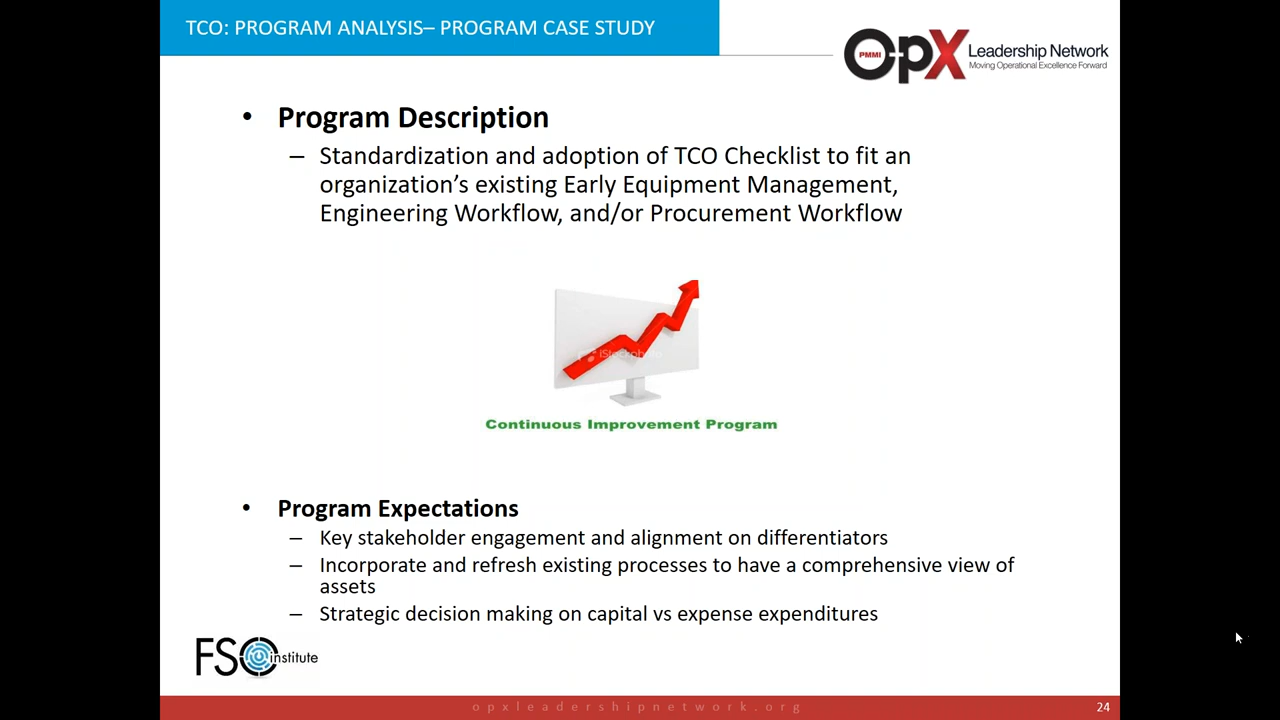 TCO: PROGRAM ANALYSIS– PROGRAM CASE STUDY
PMMI
OpX
Leadership Network
Moving Operational Excellence Forward
• Program Description
– Standardization and adoption of TCO Checklist to fit an
organization’s existing Early Equipment Management,
Engineering Workflow, and/or Procurement Workflow
iStockphoto
Continuous Improvement Program
• Program Expectations
– Key stakeholder engagement and alignment on differentiators
– Incorporate and refresh existing processes to have a comprehensive view of
assets
– Strategic decision making on capital vs expense expenditures
FSO institute
opxleadershipnetwork.org
24